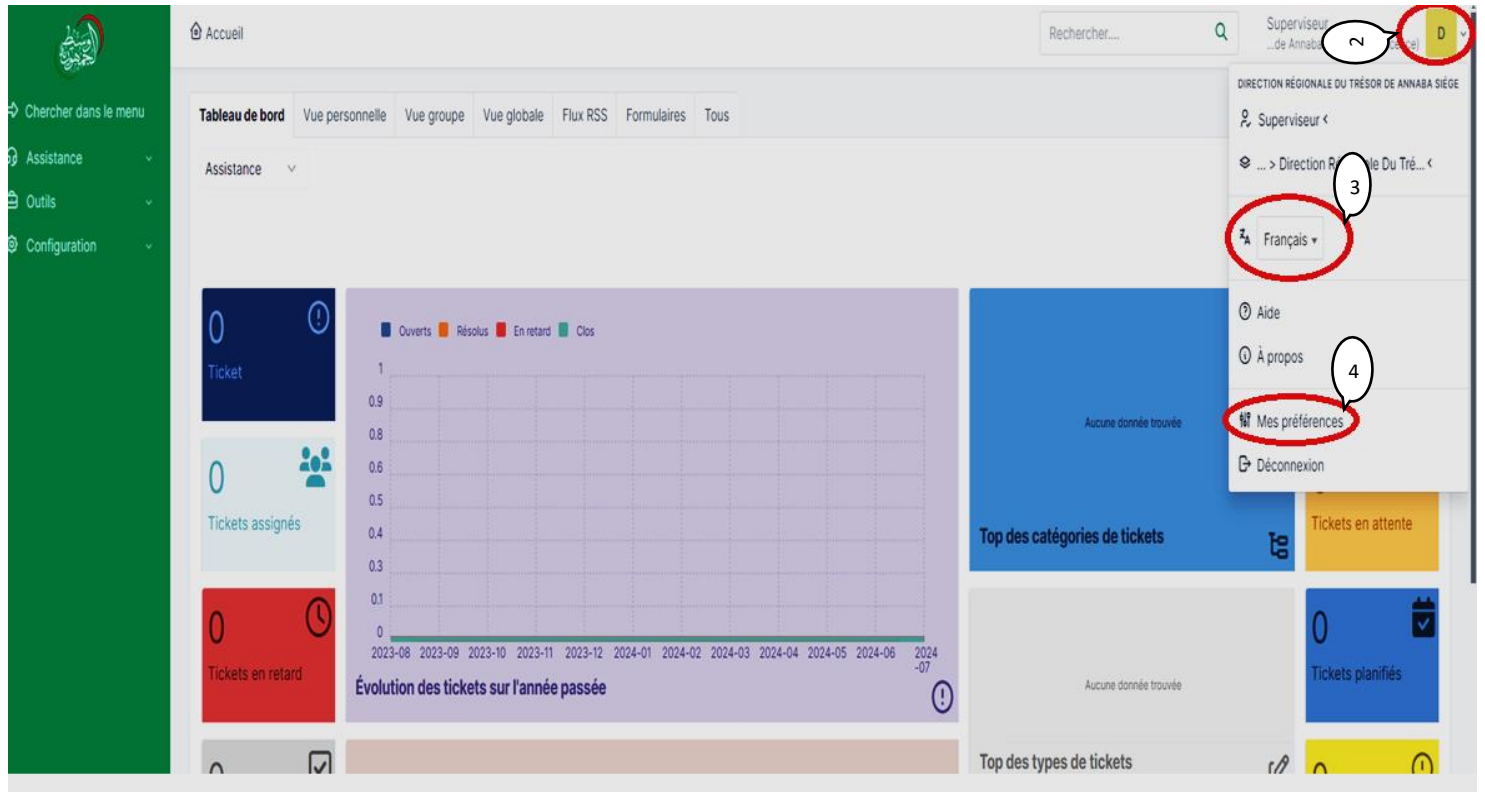 وسيط الجمهورية
Accueil
Rechercher....
Superviseur
...de Annaba
2
D
Chercher dans le menu
Assistance
Outils
Configuration
Tableau de bord
Vue personnelle
Vue groupe
Vue globale
Flux RSS
Formulaires
Tous
Assistance
DIRECTION RÉGIONALE DU TRÉSOR DE ANNABA SIÉGE
Superviseur
... > Direction Du Tré...
3
Français
Aide
À propos
4
Mes préférences
Déconnexion
0
Ticket
0
Tickets assignés
0
Tickets en retard
Ouverts Résolus En retard Clos
1
0.9
0.8
0.6
0.5
0.4
0.3
0.1
0
2023-08 2023-09 2023-10 2023-11 2023-12 2024-01 2024-02 2024-03 2024-04 2024-05 2024-06 2024
-07
Évolution des tickets sur l'année passée
Aucune donnée trouvée
Top des catégories de tickets
Tickets en attente
Aucune donnée trouvée
Top des types de tickets
0
Tickets planifiés